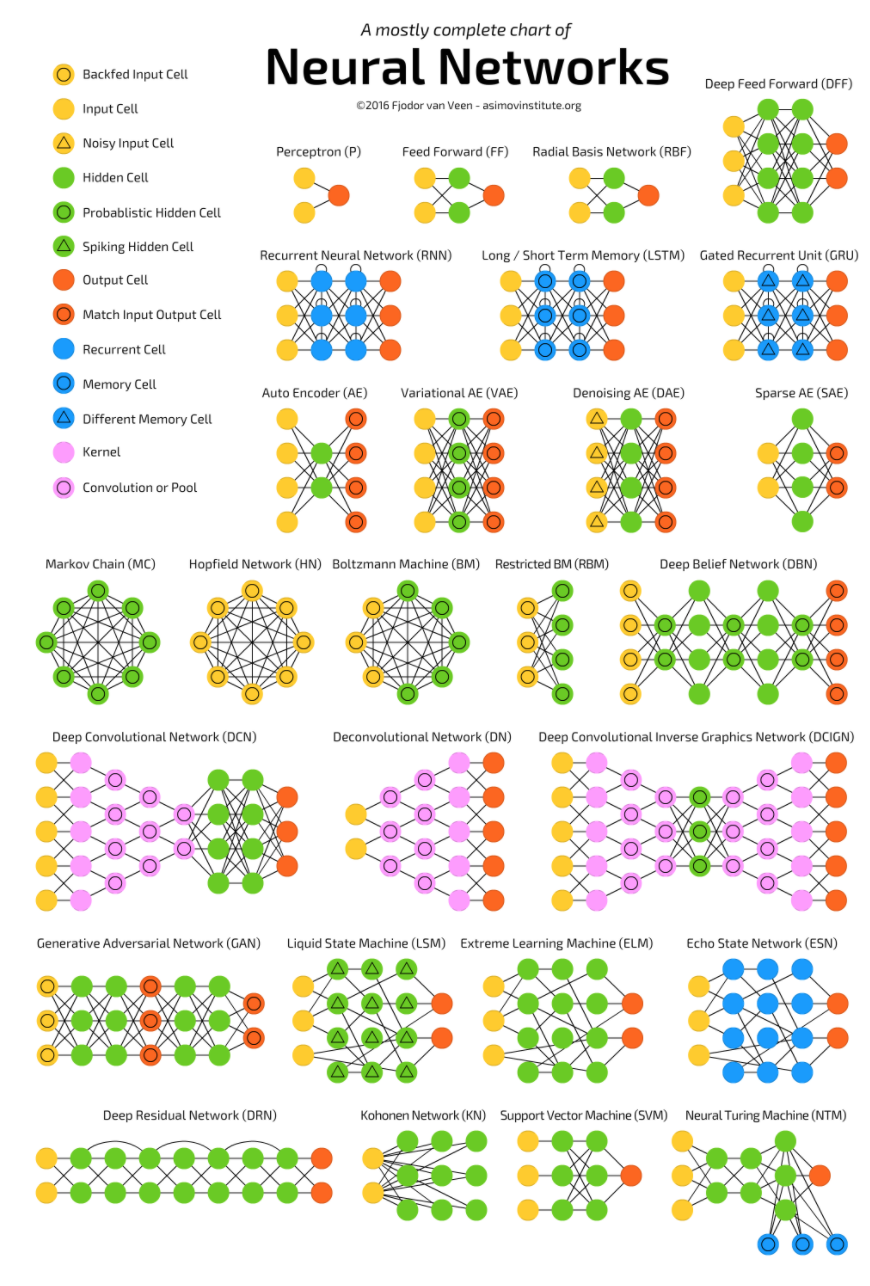 A mostly complete chart of
Neural Networks
©2016 Fjodor van Veen - asimovinstitute.org
Backfed Input Cell
Input Cell
Noisy Input Cell
Hidden Cell
Probablistic Hidden Cell
Spiking Hidden Cell
Output Cell
Match Input Output Cell
Recurrent Cell
Memory Cell
Different Memory Cell
Kernel
Convolution or Pool
Deep Feed Forward (DFF)
Perceptron (P)
Feed Forward (FF)
Radial Basis Network (RBF)
Recurrent Neural Network (RNN)
Long / Short Term Memory (LSTM)
Gated Recurrent Unit (GRU)
Auto Encoder (AE)
Variational AE (VAE)
Denoising AE (DAE)
Sparse AE (SAE)
Markov Chain (MC)
Hopfield Network (HN)
Boltzmann Machine (BM)
Restricted BM (RBM)
Deep Belief Network (DBN)
Deep Convolutional Network (DCN)
Deconvolutional Network (DN)
Deep Convolutional Inverse Graphics Network (DCIGN)
Generative Adversarial Network (GAN)
Liquid State Machine (LSM)
Extreme Learning Machine (ELM)
Echo State Network (ESN)
Deep Residual Network (DRN)
Kohonen Network (KN)
Support Vector Machine (SVM)
Neural Turing Machine (NTM)